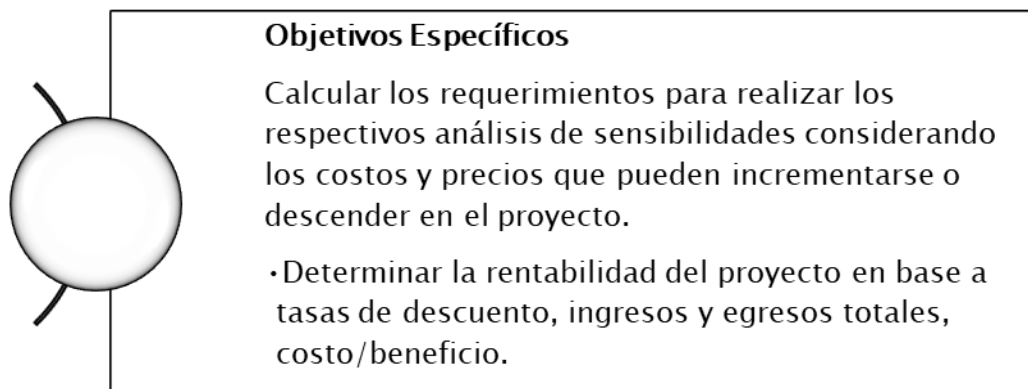 Objetivos Específicos
Calcular los requerimientos para realizar los
respectivos análisis de sensibilidades considerando
los costos y precios que pueden incrementarse o
descender en el proyecto.
•Determinar la rentabilidad del proyecto en base a
tasas de descuento, ingresos y egresos totales,
costo/beneficio.